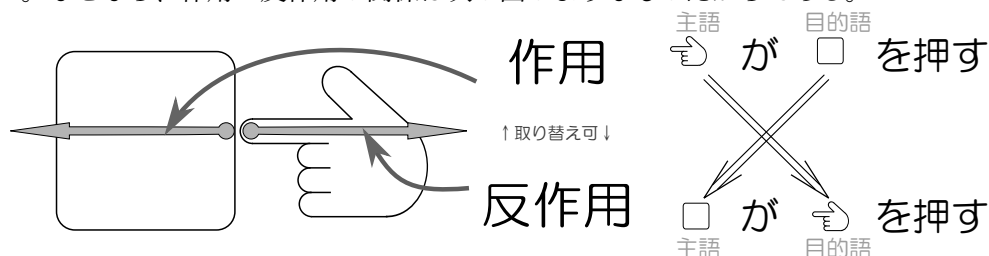 主語 目的語
作用 が を押す
↑取り替え可↓
反作用 が を押す
主語 目的語